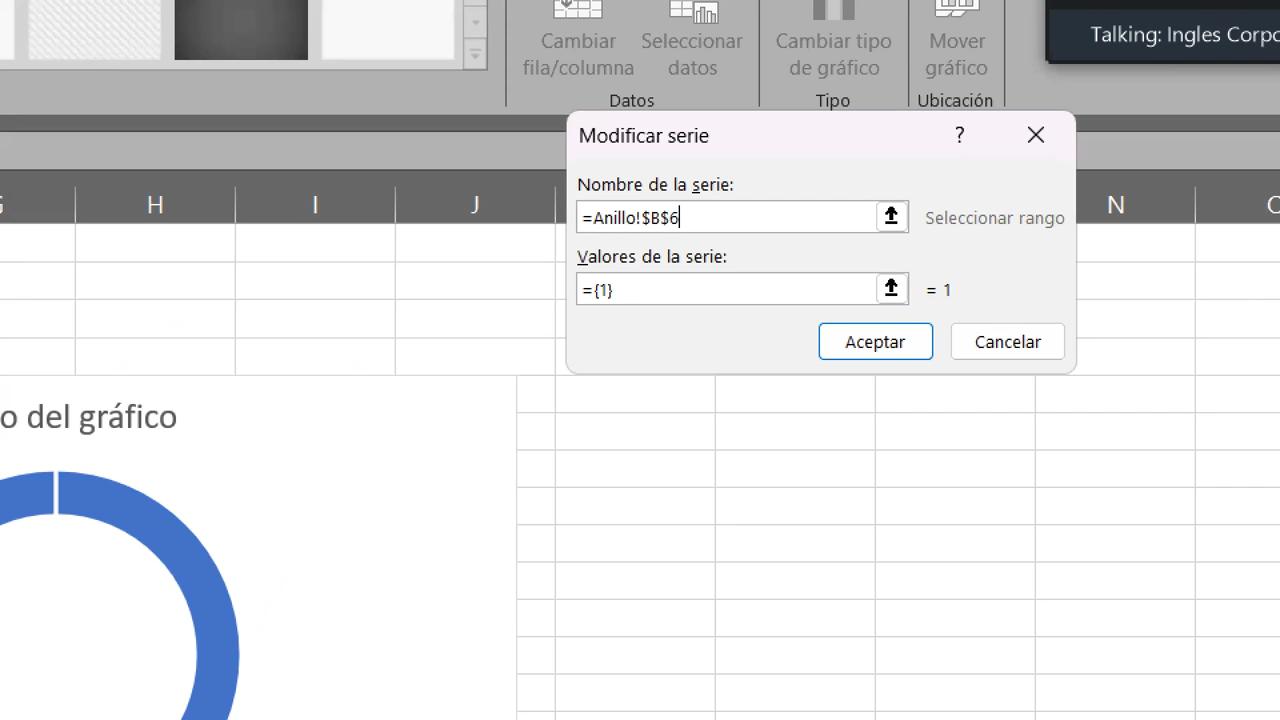 Cambiar
fila/columna
Seleccionar
datos
Cambiar tipo
de gráfico
Mover
gráfico
Datos
Tipo
Ubicación
Talking: Ingles Corpo
Modificar serie
?
Nombre de la serie:
=Anillo!$B$6
Seleccionar rango
Valores de la serie:
={1}
= 1
Aceptar
Cancelar
H
I
J
N
o del gráfico